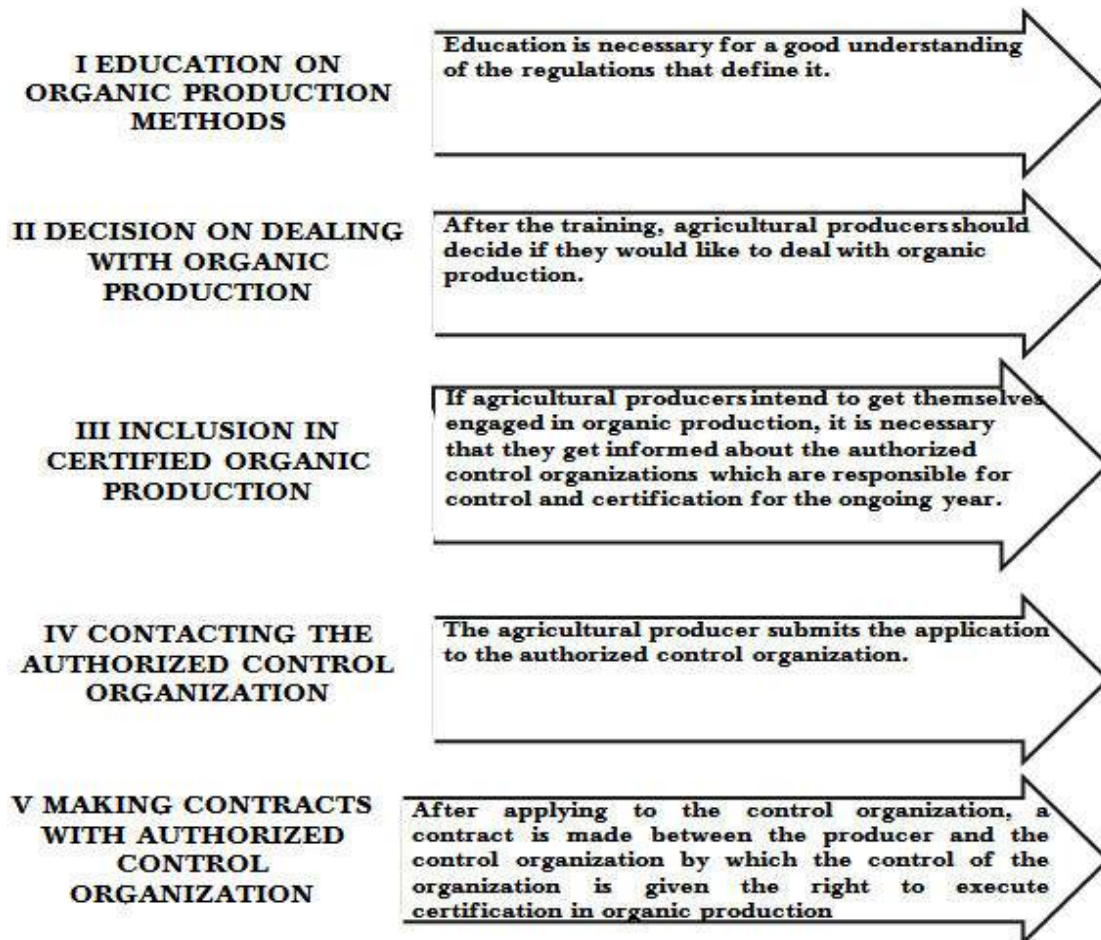 I EDUCATION ON
ORGANIC PRODUCTION
METHODS
Education is necessary for a good understanding
of the regulations that define it.
II DECISION ON DEALING
WITH ORGANIC
PRODUCTION
After the training, agricultural producers should
decide if they would like to deal with organic
production.
III INCLUSION IN
CERTIFIED ORGANIC
PRODUCTION
If agricultural producers intend to get themselves
engaged in organic production, it is necessary
that they get informed about the authorized
control organizations which are responsible for
control and certification for the ongoing year.
IV CONTACTING THE
AUTHORIZED CONTROL
ORGANIZATION
The agricultural producer submits the application
to the authorized control organization.
V MAKING CONTRACTS
WITH AUTHORIZED
CONTROL
ORGANIZATION
After applying to the control organization, a
contract is made between the producer and the
control organization by which the control of the
organization is given the right to execute
certification in organic production